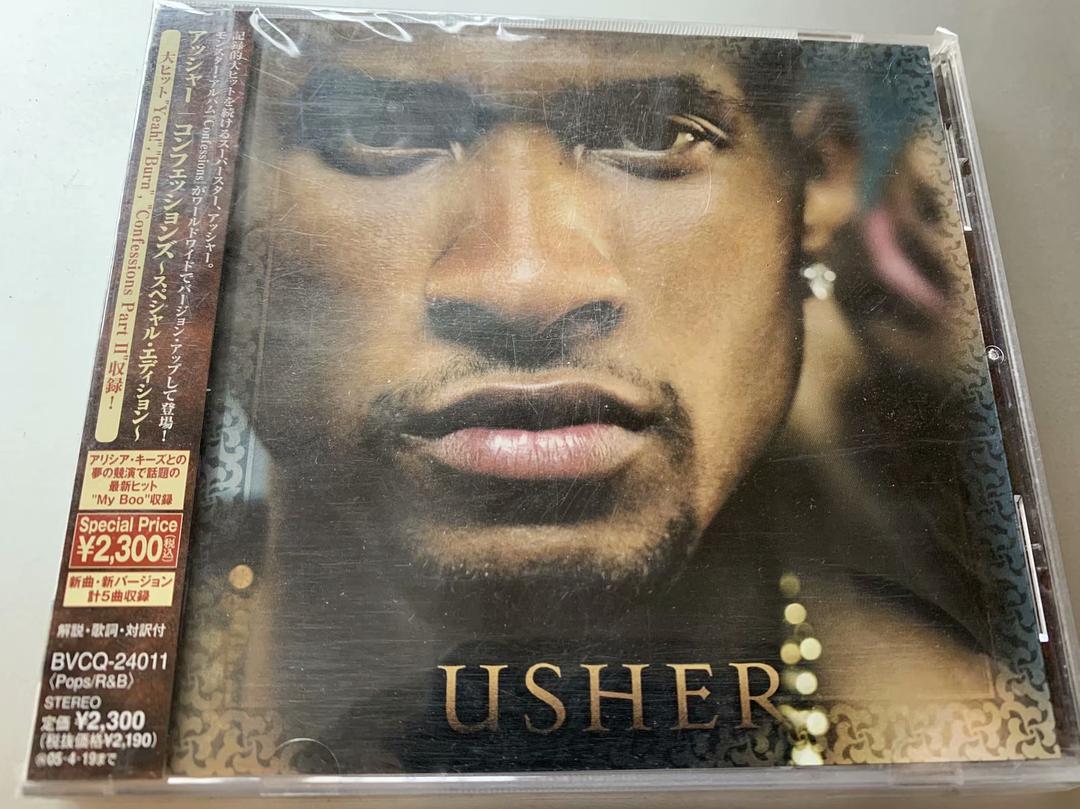 記録的大ヒットを続けるスーパースター、アッシャー。
モンスター・アルバム「Confessions」がワールドワイドでバージョン・アップして登場！
アッシャー｜コンフェッションズ～スペシャル・エディション～
大ヒット"Yeah!","Burn","Confessions Part II"収録！
アリシア・キーズとの
夢の競演で話題の
最新ヒット
"My Boo"収録
Special Price
¥2,300(税込)
新曲・新バージョン
計5曲収録
解説・歌詞・対訳付
BVCQ-24011
〈Pops/R&B〉
STEREO
定価 ¥2,300
(税抜価格¥2,190)
05・4・19まで
USHER